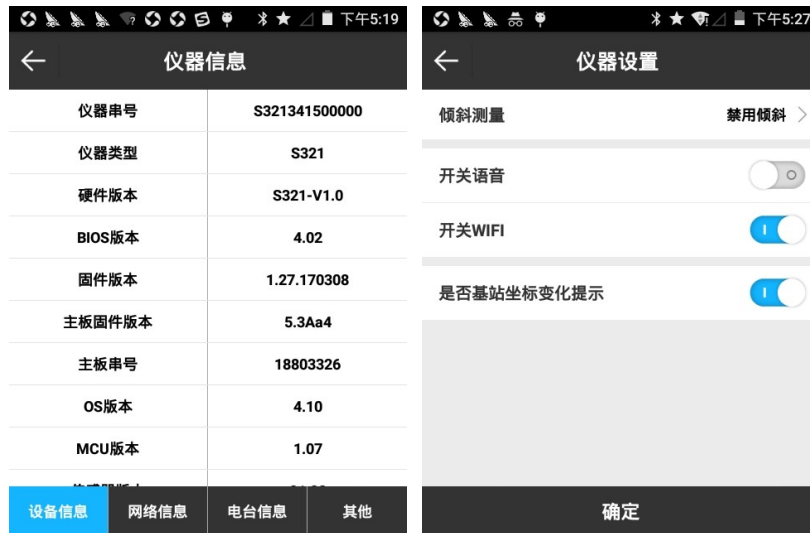 下午5:19
仪器信息
仪器串号 S321341500000
仪器类型 S321
硬件版本 S321-V1.0
BIOS版本 4.02
固件版本 1.27.170308
主板固件版本 5.3Aa4
主板串号 18803326
OS版本 4.10
MCU版本 1.07
设备信息 网络信息 电台信息 其他
下午5:27
仪器设置
倾斜测量 禁用倾斜
开关语音
开关WIFI
是否基站坐标变化提示
确定